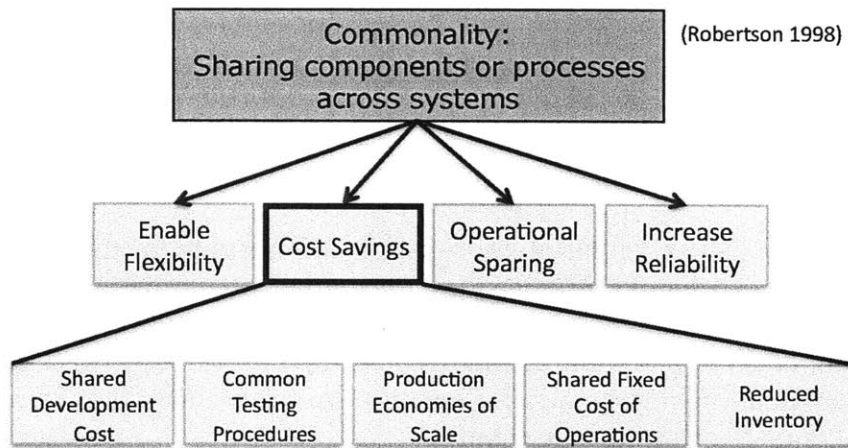 Commonality:
Sharing components or processes
across systems
(Robertson 1998)
Enable
Flexibility
Cost Savings
Operational
Sparing
Increase
Reliability
Shared
Development
Cost
Common
Testing
Procedures
Production
Economies of
Scale
Shared Fixed
Cost of
Operations
Reduced
Inventory